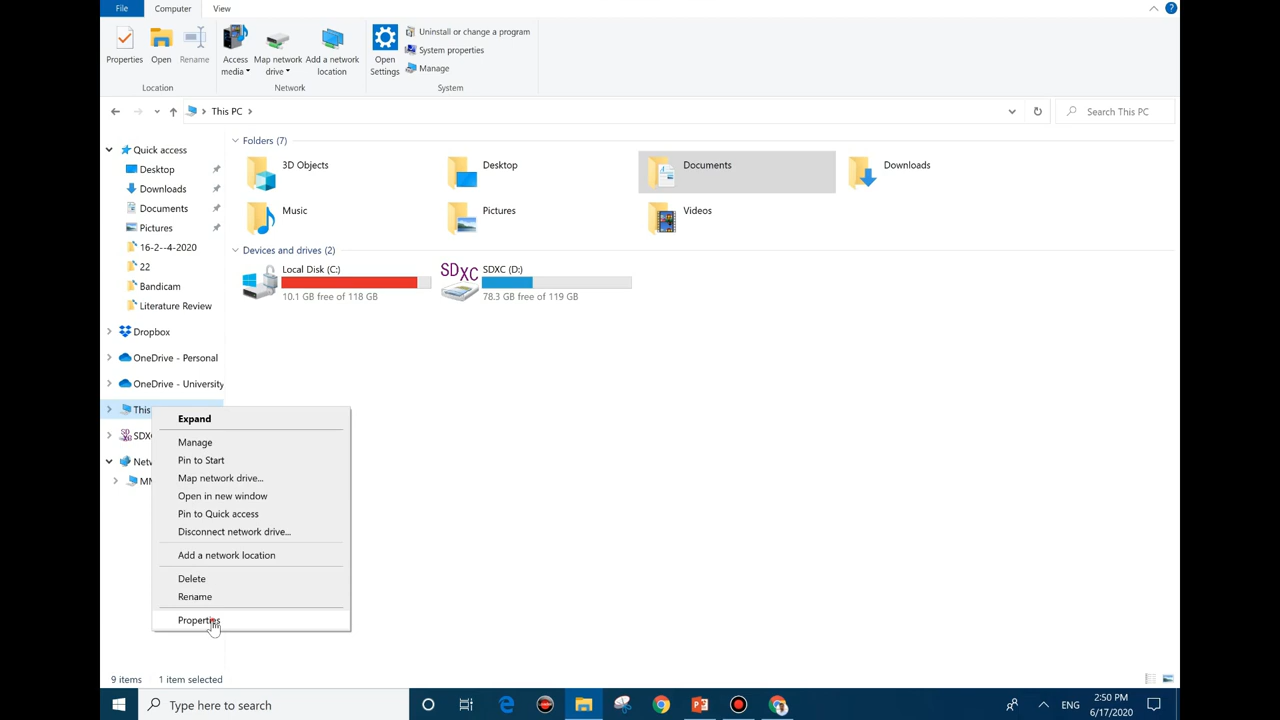 File
Computer
View
Properties
Open
Rename
Access
media
Map network
drive
Add a network
location
Open
Settings
Uninstall or change a program
System properties
Manage
Location
Network
System
This PC
Search This PC
Quick access
Desktop
Downloads
Documents
Pictures
16-2--4-2020
22
Bandicam
Literature Review
Dropbox
OneDrive - Personal
OneDrive - University
This
SDXC
Netw
Folders (7)
3D Objects
Desktop
Documents
Downloads
Music
Pictures
Videos
Devices and drives (2)
Local Disk (C:)
10.1 GB free of 118 GB
SDXC
SDXC (D:)
78.3 GB free of 119 GB
Expand
Manage
Pin to Start
Map network drive...
Open in new window
Pin to Quick access
Disconnect network drive...
Add a network location
Delete
Rename
Properties
9 items
1 item selected
Type here to search
ENG
2:50 PM
6/17/2020